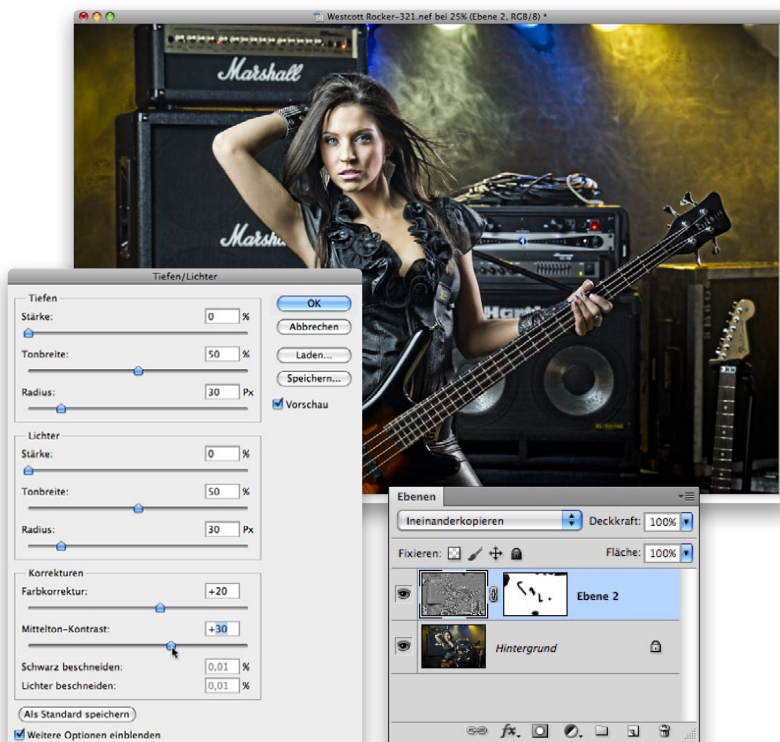 Westcott Rocker-321.nef bei 25% (Ebene 2, RGB/8) *
Marshall
Marsha
Hartke
Tiefen/Lichter
Tiefen
Stärke: 0 %
Tonbreite: 50 %
Radius: 30 Px
Lichter
Stärke: 0 %
Tonbreite: 50 %
Radius: 30 Px
Korrekturen
Farbkorrektur: +20
Mittelton-Kontrast: +30
Schwarz beschneiden: 0,01 %
Lichter beschneiden: 0,01 %
Als Standard speichern
Weitere Optionen einblenden
OK
Abbrechen
Laden...
Speichern...
Vorschau
Ebenen
Ineinanderkopieren Deckkraft: 100%
Fixieren: Fläche: 100%
Ebene 2
Hintergrund
fx.